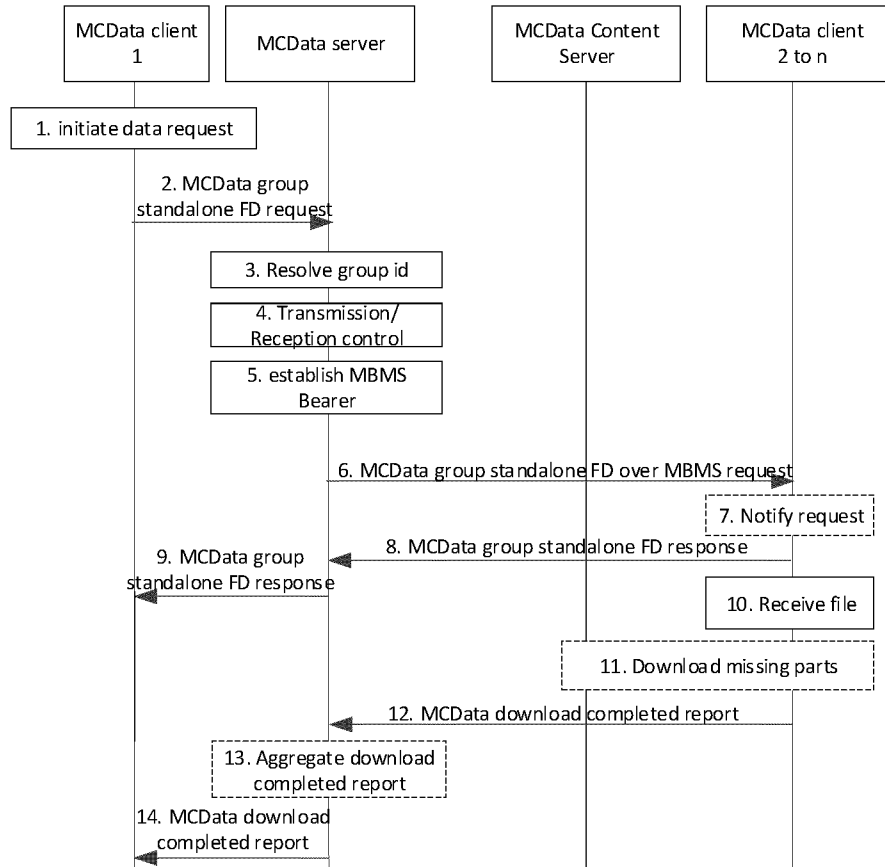 MCData client
1
MCData server
MCData Content
Server
MCData client
2 to n
1. initiate data request
2. MCData group
standalone FD request
3. Resolve group id
4. Transmission/
Reception control
5. establish MBMS
Bearer
6. MCData group standalone FD over MBMS request
7. Notify request
8. MCData group standalone FD response
9. MCData group
standalone FD response
10. Receive file
11. Download missing parts
12. MCData download completed report
13. Aggregate download
completed report
14. MCData download
completed report